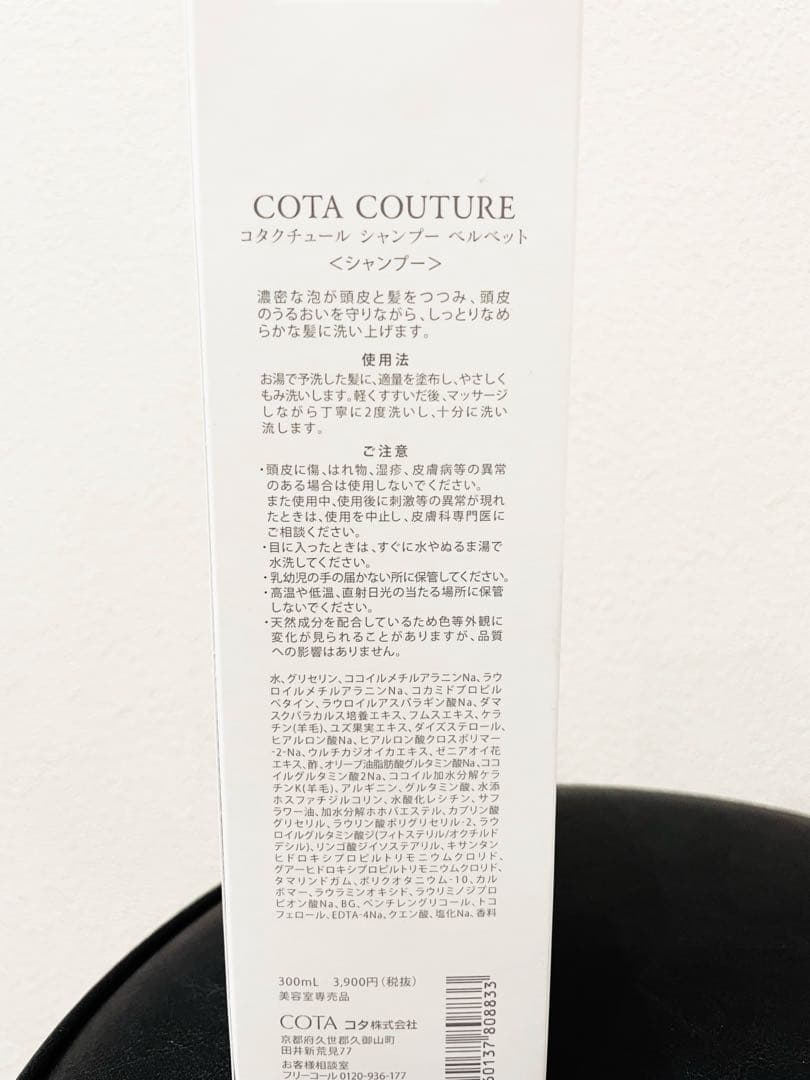 COTA COUTURE
コタクチュール シャンプー ベルベット
＜シャンプー＞
濃密な泡が頭皮と髪をつつみ、頭皮
のうるおいを守りながら、しっとりなめ
らかな髪に洗い上げます。
使用法
お湯で予洗した髪に、適量を塗布し、やさしく
もみ洗いします。軽くすすいだ後、マッサージ
しながら丁寧に2度洗いし、十分に洗い
流します。
ご注意
・頭皮に傷、はれ物、湿疹、皮膚病等の異常
のある場合は使用しないでください。
また使用中、使用後に刺激等の異常が現れ
たときは、使用を中止し、皮膚科専門医に
ご相談ください。
・目に入ったときは、すぐに水やぬるま湯で
水洗してください。
・乳幼児の手の届かない所に保管してください。
・高温や低温、直射日光の当たる場所に保管
しないでください。
・天然成分を配合しているため色等外観に
変化が見られることがありますが、品質
への影響はありません。
水、グリセリン、ココイルメチルアラニンNa、ラウ
ロイルメチルアラニンNa、コカミドプロピル
ベタイン、ラウロイルアスパラギン酸Na、ダマ
スクバラカルス培養エキス、フムスエキス、ケラ
チン(羊毛)、ユズ果実エキス、ダイズステロール、
ヒアルロン酸Na、ヒアルロン酸クロスポリマー
-2-Na、ウルチカジオイカエキス、ゼニアオイ花
エキス、酢、オリーブ油脂肪酸グルタミン酸Na、ココ
イルグルタミン酸2Na、ココイル加水分解ケラ
チンK(羊毛)、アルギニン、グルタミン酸、水添
ホスファチジルコリン、水酸化レシチン、サフ
ラワー油、加水分解ホホバエステル、カプリン酸
グリセリル、ラウリン酸ポリグリセリル-2、ラウ
ロイルグルタミン酸ジ(フィトステリル/オクチルド
デシル)、リンゴ酸ジイソステアリル、キサンタン
ヒドロキシプロピルトリモニウムクロリド、
グアーヒドロキシプロピルトリモニウムクロリド、
タマリンドガム、ポリクオタニウム-10、カル
ボマー、ラウラミンオキシド、ラウリミノジプロ
ピオン酸Na、BG、ペンチレングリコール、トコ
フェロール、EDTA-4Na、クエン酸、塩化Na、香料
300mL 3,900円(税抜)
美容室専売品
COTA コタ株式会社
京都府久世郡久御山町
田井新荒見77
お客様相談室
フリーコール 0120-936-177
60137 808833